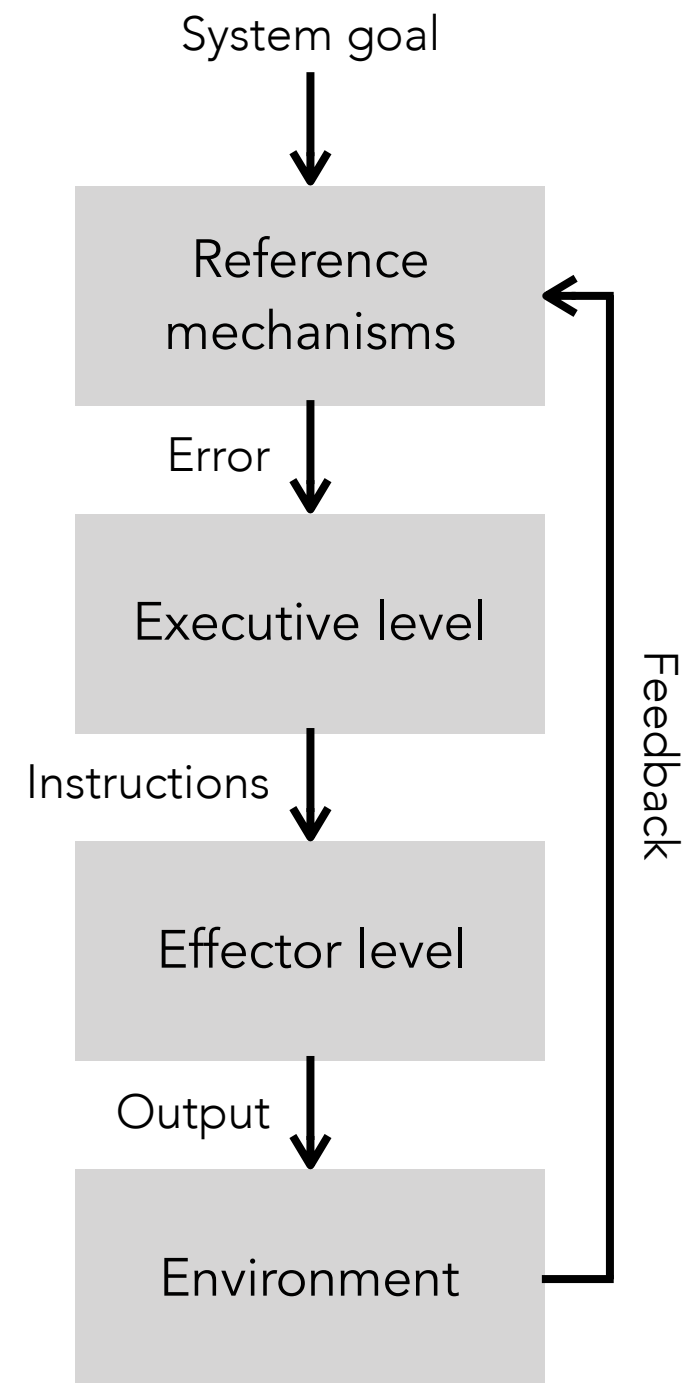 System goal
Reference
mechanisms
Error
Executive level
Instructions
Feedback
Effector level
Output
Environment